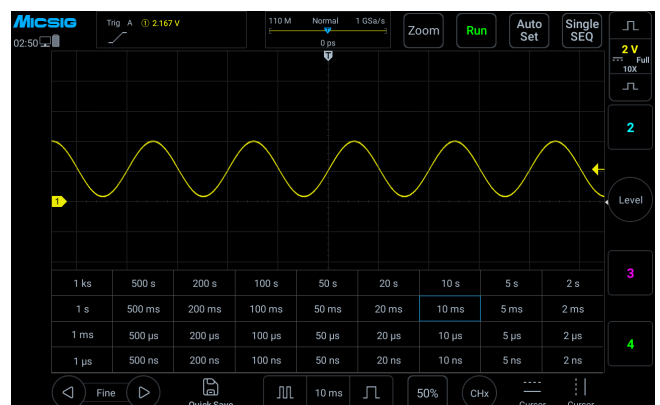 MICSIG
02:50
Trig A ① 2.167 V
110 M Normal 1 GSa/s
T
0 ps
Zoom
Run
Auto
Set
Single
SEQ
2 V
Full
10X
T
2
1
Level
1 ks 500 s 200 s 100 s 50 s 20 s 10 s 5 s 2 s
1 s 500 ms 200 ms 100 ms 50 ms 20 ms 10 ms 5 ms 2 ms
1 ms 500 µs 200 µs 100 µs 50 µs 20 µs 10 µs 5 µs 2 µs
1 µs 500 ns 200 ns 100 ns 50 ns 20 ns 10 ns 5 ns 2 ns
3
4
Fine
Quick Save
10 ms
50%
CHx
Cursor
Cursor